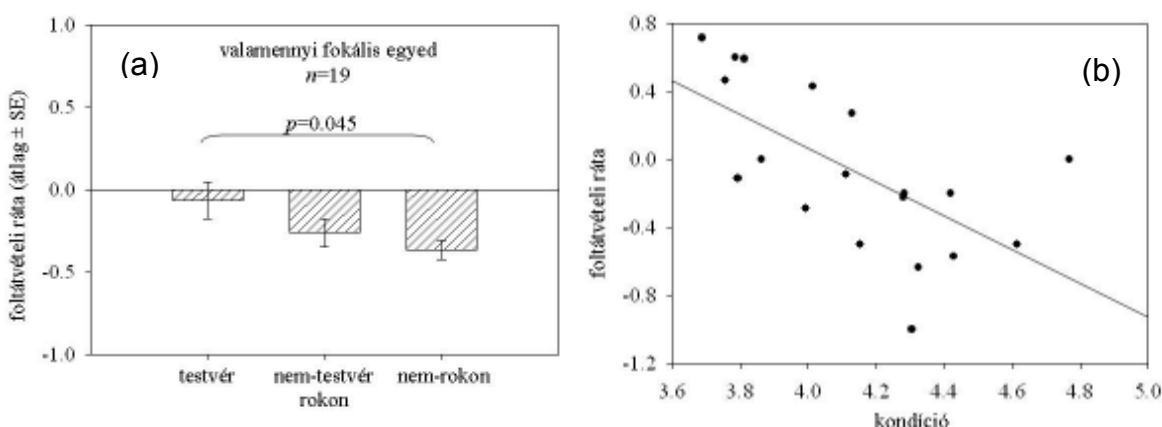 (a)
valamennyi fokális egyed
n=19
p=0.045
foltátvételi ráta (átlag ± SE)
1.0
0.5
0.0
-0.5
-1.0
testvér
nem-testvér
rokon
nem-rokon
(b)
foltátvételi ráta
0.8
0.4
0.0
-0.4
-0.8
-1.2
3.6 3.8 4.0 4.2 4.4 4.6 4.8 5.0
kondíció